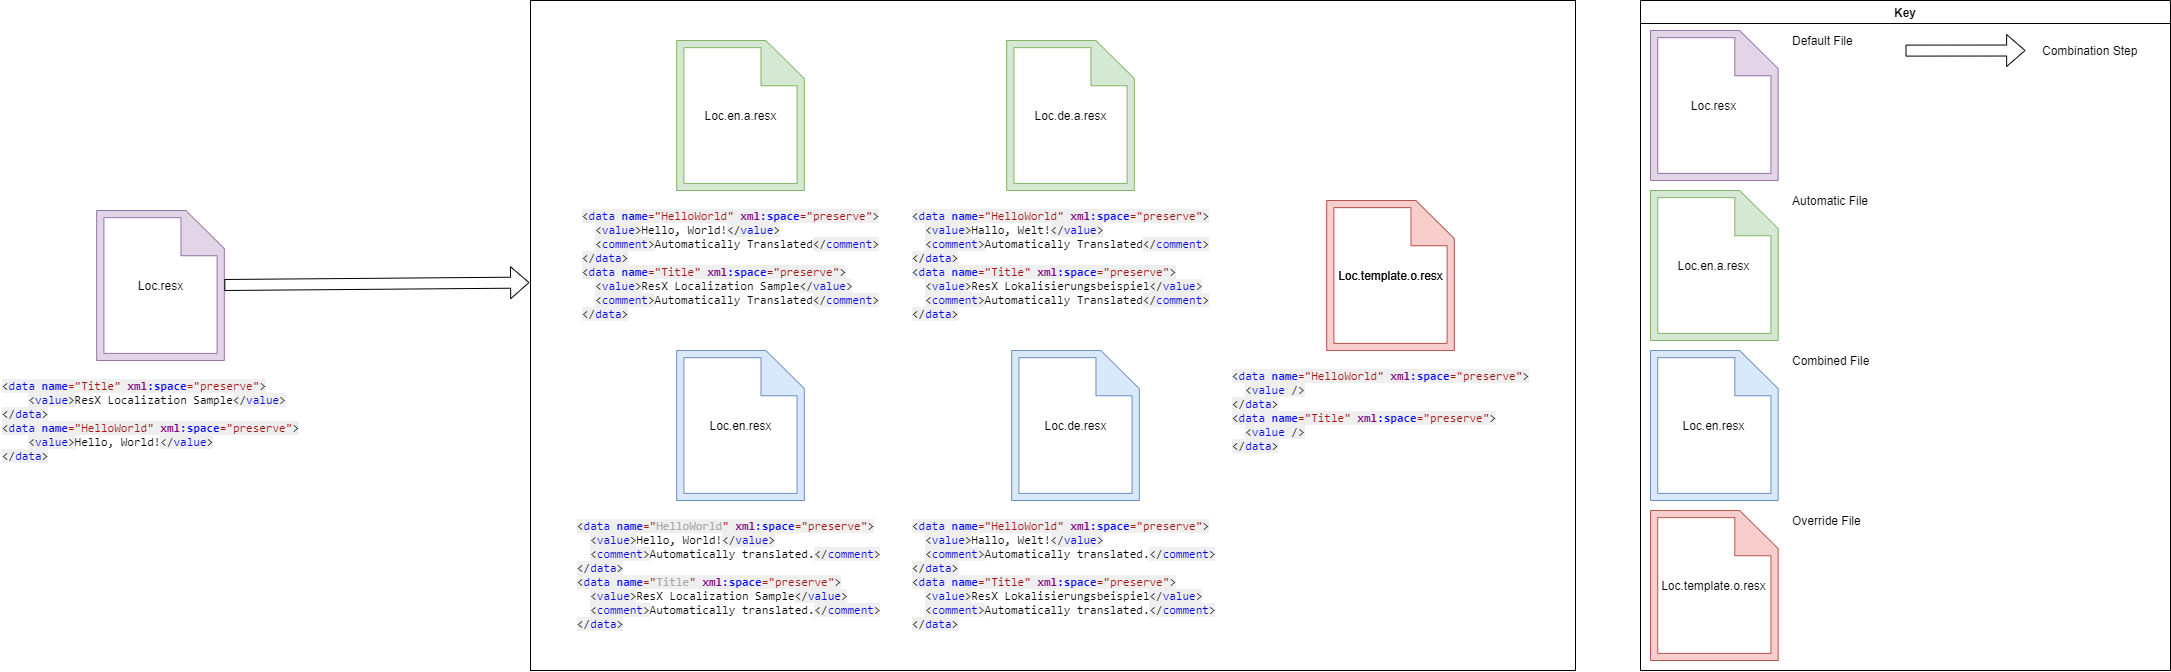 Loc.resx
<data name="Title" xml:space="preserve">
<value>ResX Localization Sample</value>
</data>
<data name="HelloWorld" xml:space="preserve">
<value>Hello, World!</value>
</data>
Loc.en.a.resx
<data name="HelloWorld" xml:space="preserve">
<value>Hello, World!</value>
<comment>Automatically Translated</comment>
</data>
<data name="Title" xml:space="preserve">
<value>ResX Localization Sample</value>
<comment>Automatically Translated</comment>
</data>
Loc.de.a.resx
<data name="HelloWorld" xml:space="preserve">
<value>Hallo, Welt!</value>
<comment>Automatically Translated</comment>
</data>
<data name="Title" xml:space="preserve">
<value>ResX Lokalisierungsbeispiel</value>
<comment>Automatically Translated</comment>
</data>
Loc.en.resx
<data name="HelloWorld" xml:space="preserve">
<value>Hello, World!</value>
<comment>Automatically translated.</comment>
</data>
<data name="Title" xml:space="preserve">
<value>ResX Localization Sample</value>
<comment>Automatically translated.</comment>
</data>
Loc.de.resx
<data name="HelloWorld" xml:space="preserve">
<value>Hallo, Welt!</value>
<comment>Automatically translated.</comment>
</data>
<data name="Title" xml:space="preserve">
<value>ResX Lokalisierungsbeispiel</value>
<comment>Automatically translated.</comment>
</data>
Loc.template.o.resx
<data name="HelloWorld" xml:space="preserve">
<value />
</data>
<data name="Title" xml:space="preserve">
<value />
</data>
Key
Loc.resx
Default File
Combination Step
Loc.en.a.resx
Automatic File
Loc.en.resx
Combined File
Loc.template.o.resx
Override File